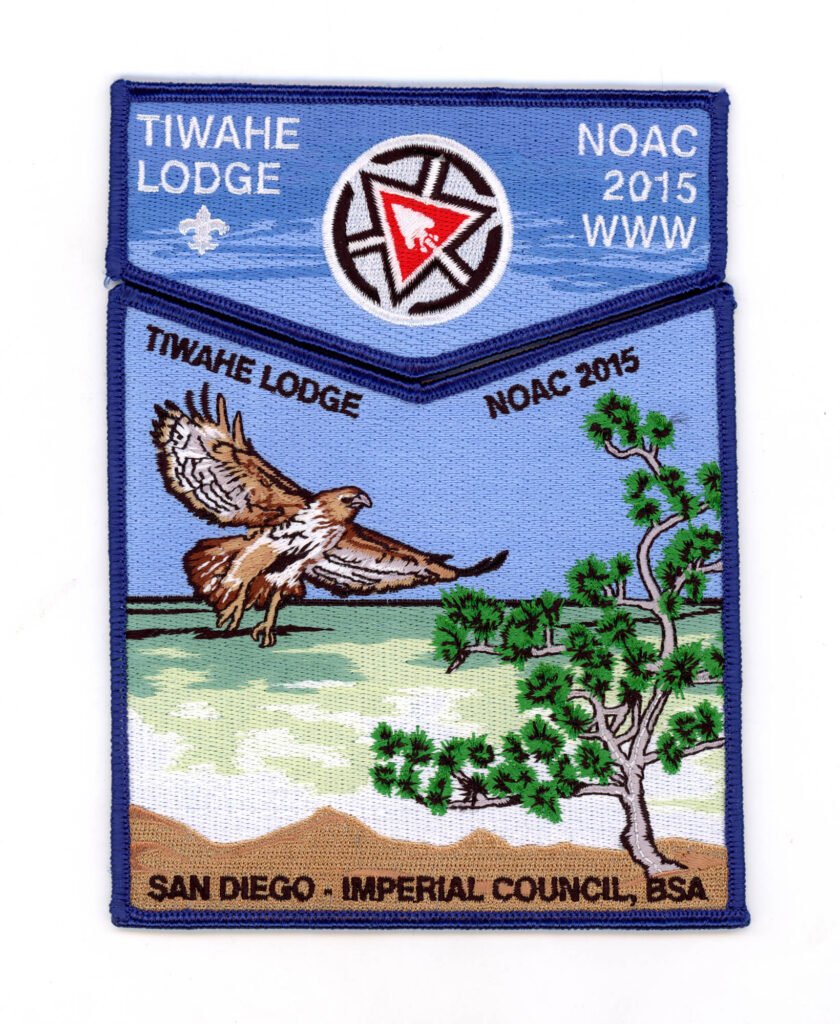 TIWAHE
LODGE
NOAC
2015
WWW
TIWAHE LODGE
NOAC 2015
SAN DIEGO - IMPERIAL COUNCIL, BSA